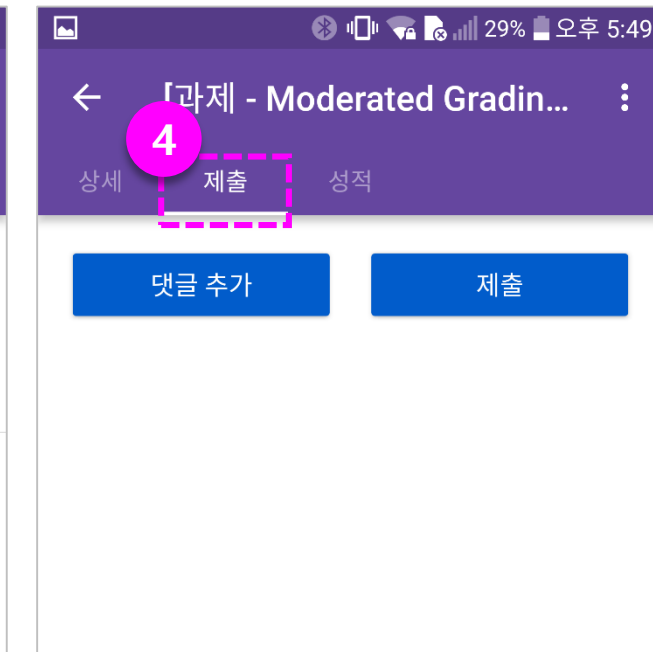 29% 오후 5:49
[과제 - Moderated Gradin...
4
상세 제출 성적
댓글 추가 제출